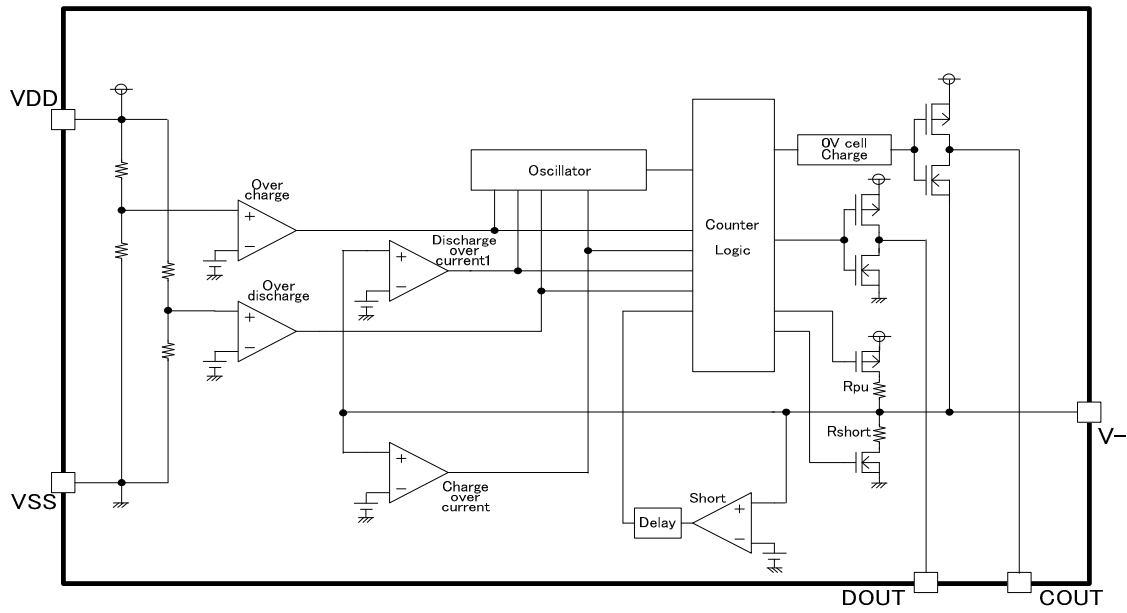 VDD
Over
charge
Oscillator
0V cell
Charge
Discharge
over
current1
Counter
Logic
Over
discharge
Rpu
Rshort
V−
Charge
over
current
Short
Delay
VSS
DOUT
COUT
+
−
+
−
+
−
+
−
+
−